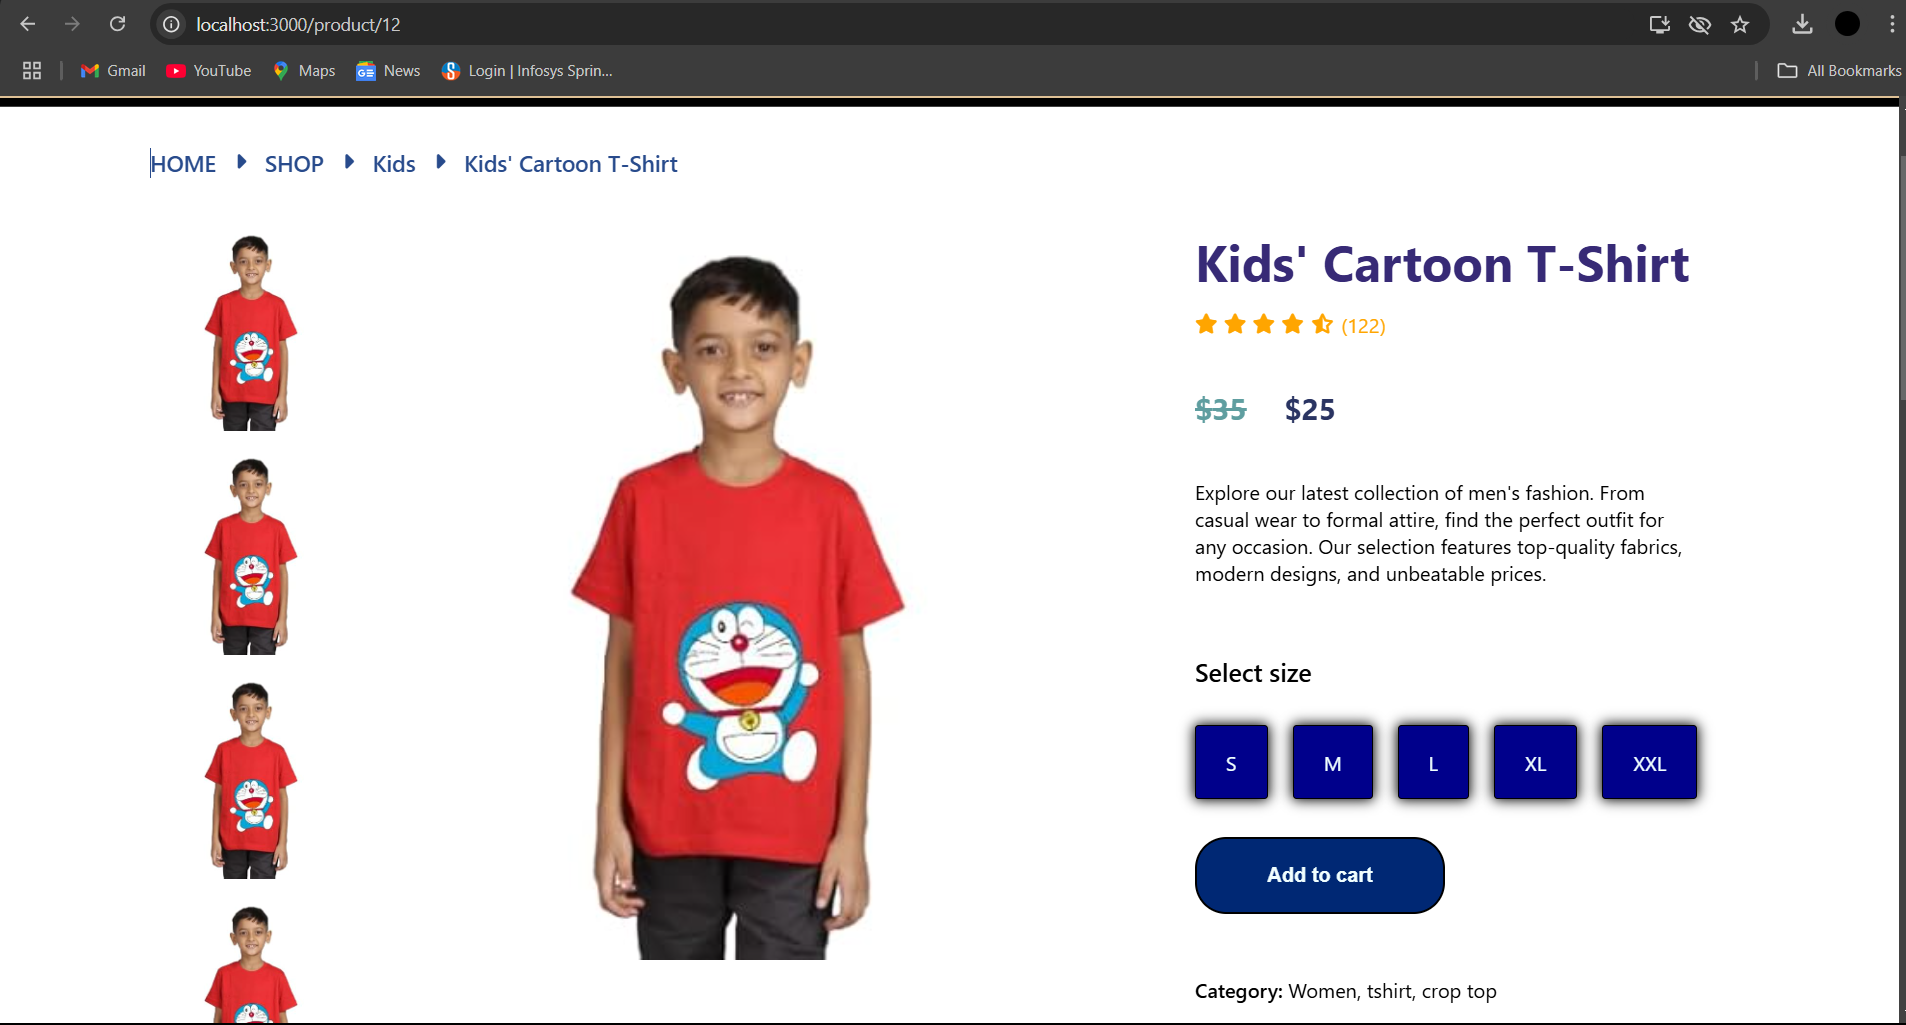 localhost:3000/product/12
Gmail
YouTube
Maps
News
Login | Infosys Sprin...
All Bookmarks
HOME SHOP Kids Kids' Cartoon T-Shirt
Kids' Cartoon T-Shirt
(122)
$35 $25
Explore our latest collection of men's fashion. From
casual wear to formal attire, find the perfect outfit for
any occasion. Our selection features top-quality fabrics,
modern designs, and unbeatable prices.
Select size
S M L XL XXL
Add to cart
Category: Women, tshirt, crop top